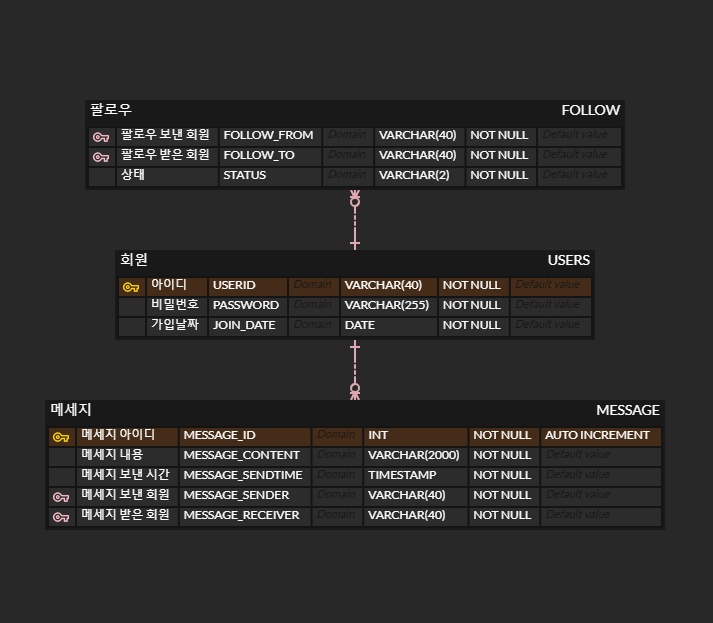 팔로우 FOLLOW
팔로우 보낸 회원 FOLLOW_FROM Domain VARCHAR(40) NOT NULL Default value
팔로우 받은 회원 FOLLOW_TO Domain VARCHAR(40) NOT NULL Default value
상태 STATUS Domain VARCHAR(2) NOT NULL Default value
회원 USERS
아이디 USERID Domain VARCHAR(40) NOT NULL Default value
비밀번호 PASSWORD Domain VARCHAR(255) NOT NULL Default value
가입날짜 JOIN_DATE Domain DATE NOT NULL Default value
메세지 MESSAGE
메세지 아이디 MESSAGE_ID Domain INT NOT NULL AUTO INCREMENT
메세지 내용 MESSAGE_CONTENT Domain VARCHAR(2000) NOT NULL Default value
메세지 보낸 시간 MESSAGE_SENDTIME Domain TIMESTAMP NOT NULL Default value
메세지 보낸 회원 MESSAGE_SENDER Domain VARCHAR(40) NOT NULL Default value
메세지 받은 회원 MESSAGE_RECEIVER Domain VARCHAR(40) NOT NULL Default value